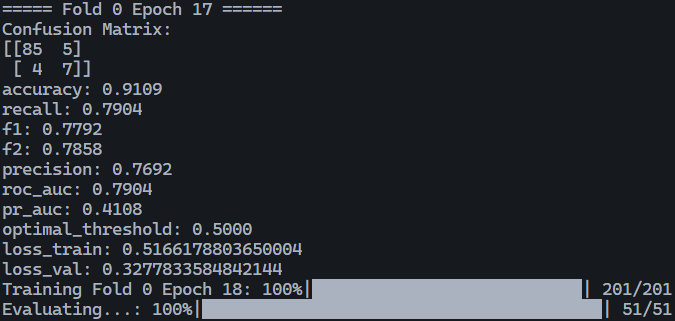 ===== Fold 0 Epoch 17 ======
Confusion Matrix:
[[85  5]
 [ 4  7]]
accuracy: 0.9109
recall: 0.7904
f1: 0.7792
f2: 0.7858
precision: 0.7692
roc_auc: 0.7904
pr_auc: 0.4108
optimal_threshold: 0.5000
loss_train: 0.5166178803650004
loss_val: 0.3277833584842144
Training Fold 0 Epoch 18: 100%| | 201/201
Evaluating...: 100%| | 51/51